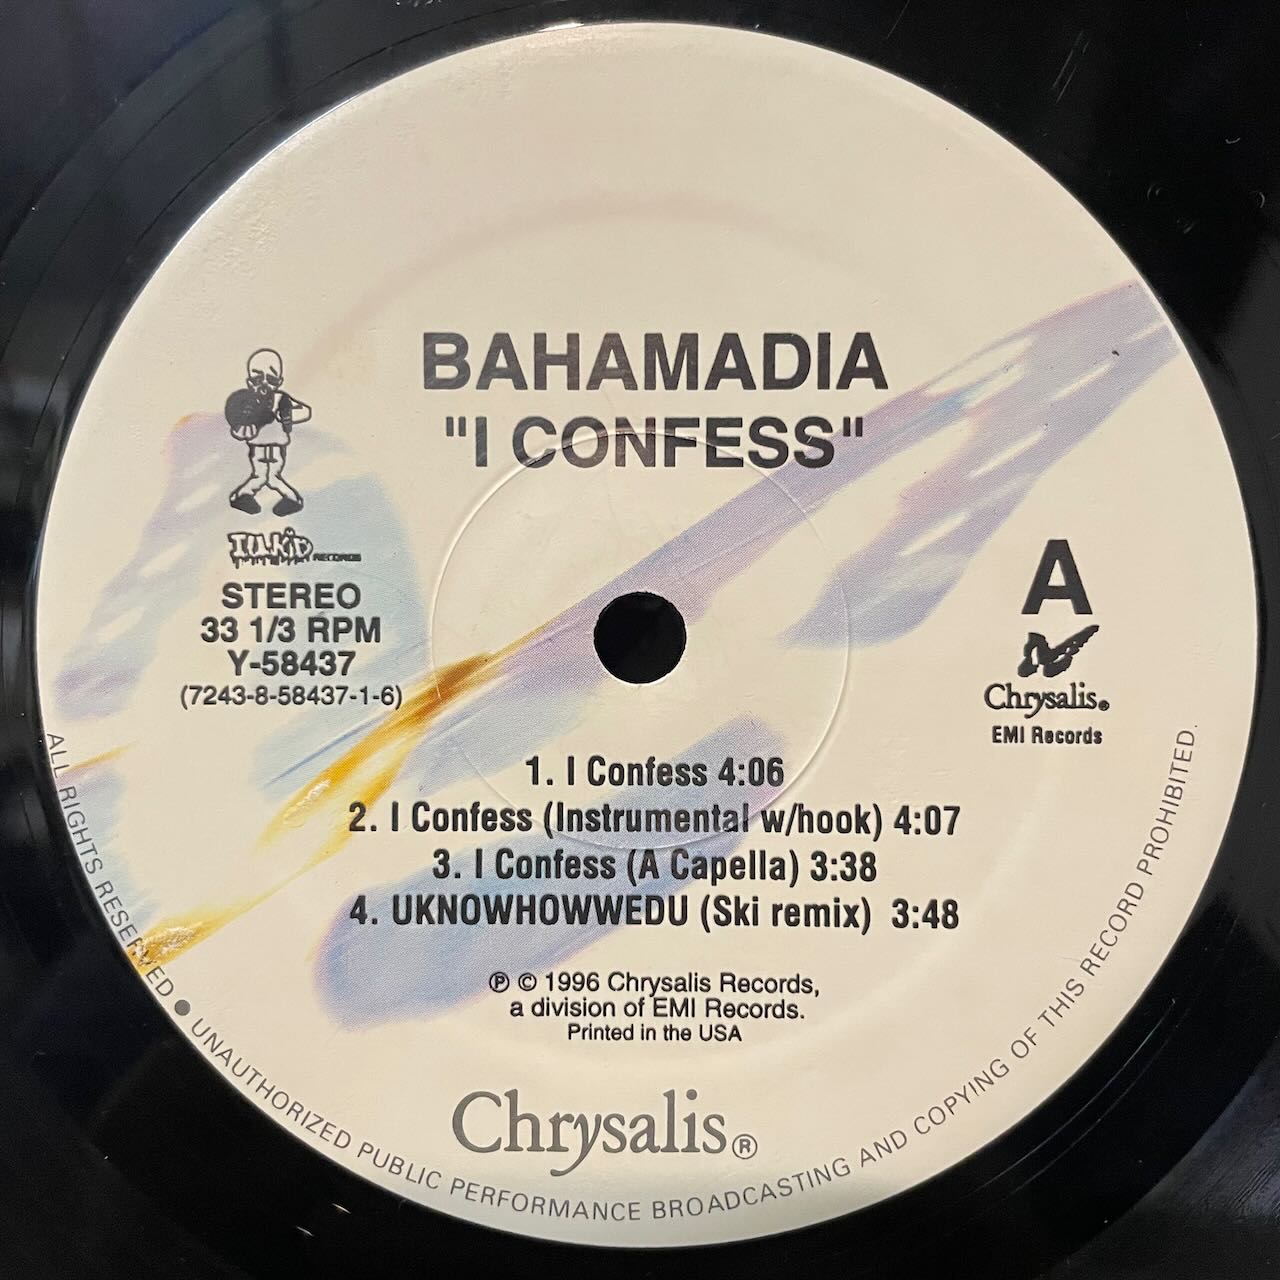 BAHAMADIA
"I CONFESS"
ILL KID RECORDS
STEREO
33 1/3 RPM
Y-58437
(7243-8-58437-1-6)
A
Chrysalis®
EMI Records
1. I Confess 4:06
2. I Confess (Instrumental w/hook) 4:07
3. I Confess (A Capella) 3:38
4. UKNOWHOWWEDU (Ski remix) 3:48
℗ © 1996 Chrysalis Records,
a division of EMI Records.
Printed in the USA
Chrysalis®
ALL RIGHTS RESERVED ● UNAUTHORIZED PUBLIC PERFORMANCE BROADCASTING AND COPYING OF THIS RECORD PROHIBITED.